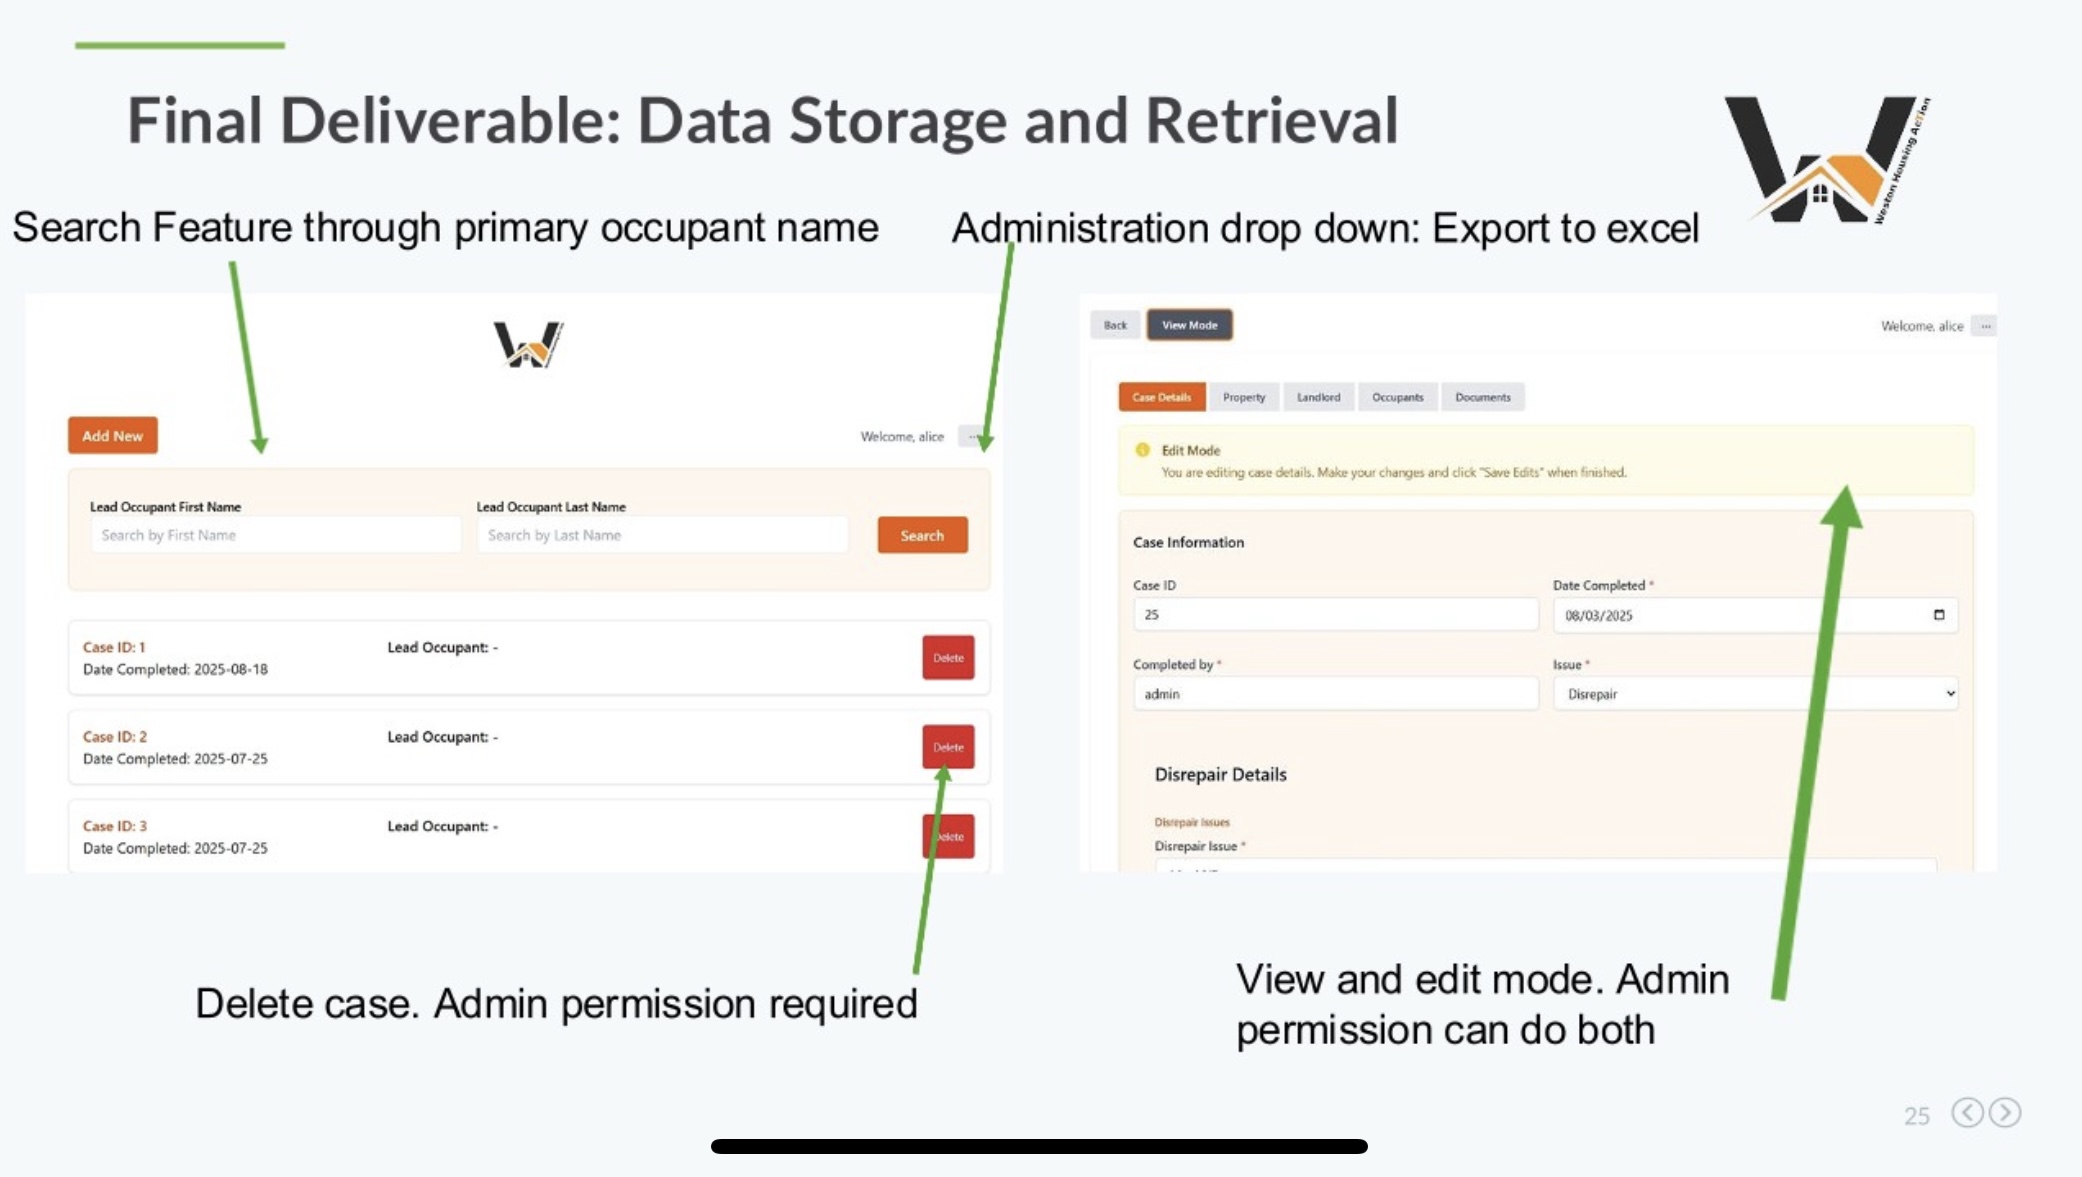 Final Deliverable: Data Storage and Retrieval
Weston Housing AcTion
Search Feature through primary occupant name
Administration drop down: Export to excel
Add New
Welcome, alice
...
Lead Occupant First Name
Lead Occupant Last Name
Search by First Name
Search by Last Name
Search
Case ID: 1
Lead Occupant: -
Date Completed: 2025-08-18
Delete
Case ID: 2
Lead Occupant: -
Date Completed: 2025-07-25
Delete
Case ID: 3
Lead Occupant: -
Date Completed: 2025-07-25
Delete
Back
View Mode
Welcome, alice
...
Case Details
Property
Landlord
Occupants
Documents
Edit Mode
You are editing case details. Make your changes and click "Save Edits" when finished.
Case Information
Case ID
Date Completed *
25
08/03/2025
Completed by *
Issue *
admin
Disrepair
Disrepair Details
Disrepair Issues
Disrepair Issue *
Delete case. Admin permission required
View and edit mode. Admin
permission can do both
25